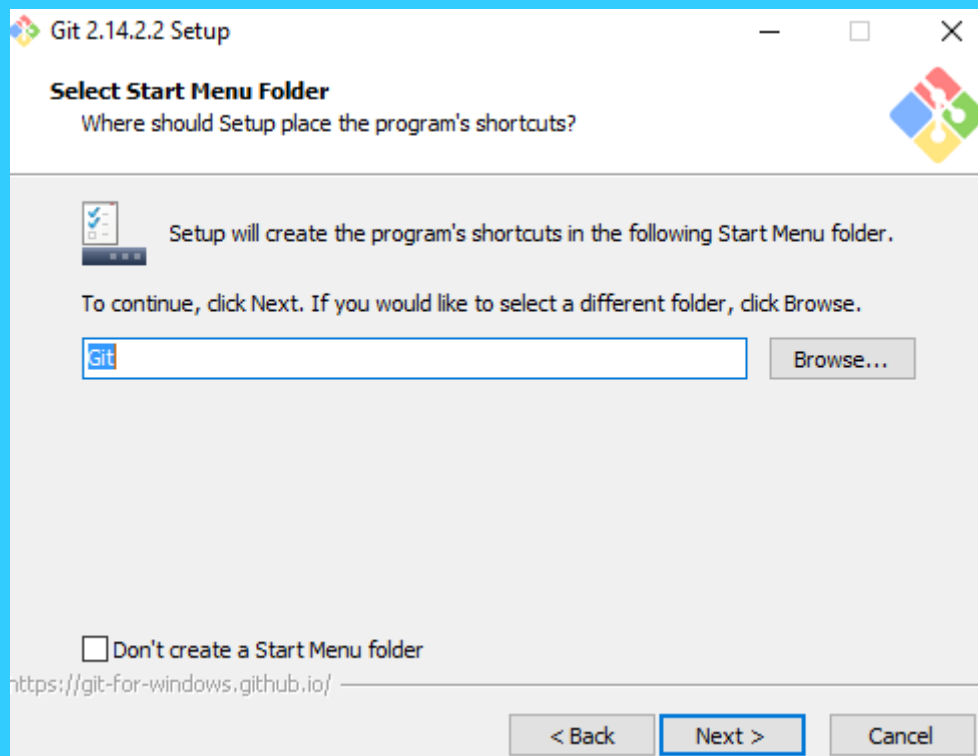 Git 2.14.2.2 Setup
Select Start Menu Folder
Where should Setup place the program's shortcuts?
Setup will create the program's shortcuts in the following Start Menu folder.
To continue, click Next. If you would like to select a different folder, click Browse.
Git
Browse...
Don't create a Start Menu folder
https://git-for-windows.github.io/
< Back
Next >
Cancel